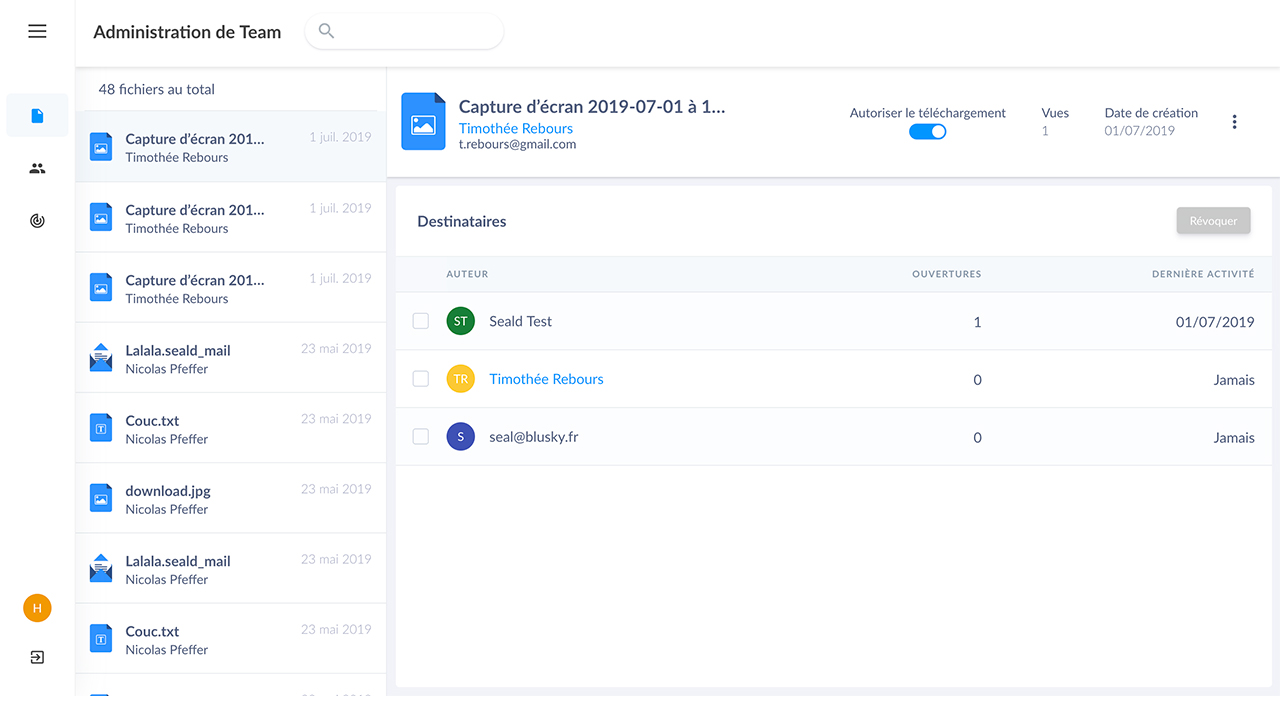 Administration de Team
48 fichiers au total
Capture d’écran 201...
1 juil. 2019
Timothée Rebours
Capture d’écran 201...
1 juil. 2019
Timothée Rebours
Capture d’écran 201...
1 juil. 2019
Timothée Rebours
Lalala.seald_mail
23 mai 2019
Nicolas Pfeffer
Couc.txt
23 mai 2019
Nicolas Pfeffer
download.jpg
23 mai 2019
Nicolas Pfeffer
Lalala.seald_mail
23 mai 2019
Nicolas Pfeffer
Couc.txt
23 mai 2019
Nicolas Pfeffer
H
Capture d’écran 2019-07-01 à 1...
Timothée Rebours
t.rebours@gmail.com
Autoriser le téléchargement
Vues
1
Date de création
01/07/2019
Destinataires
Révoquer
AUTEUR OUVERTURES DERNIÈRE ACTIVITÉ
ST Seald Test 1 01/07/2019
TR Timothée Rebours 0 Jamais
S seal@blusky.fr 0 Jamais